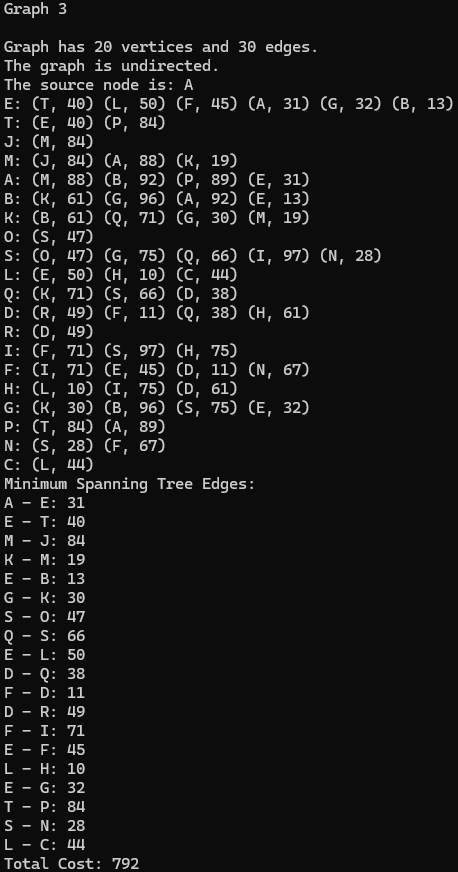 Graph 3
Graph has 20 vertices and 30 edges.
The graph is undirected.
The source node is: A
E: (T, 40) (L, 50) (F, 45) (A, 31) (G, 32) (B, 13)
T: (E, 40) (P, 84)
J: (M, 84)
M: (J, 84) (A, 88) (K, 19)
A: (M, 88) (B, 92) (P, 89) (E, 31)
B: (K, 61) (G, 96) (A, 92) (E, 13)
K: (B, 61) (Q, 71) (G, 30) (M, 19)
O: (S, 47)
S: (O, 47) (G, 75) (Q, 66) (I, 97) (N, 28)
L: (E, 50) (H, 10) (C, 44)
Q: (K, 71) (S, 66) (D, 38)
D: (R, 49) (F, 11) (Q, 38) (H, 61)
R: (D, 49)
I: (F, 71) (S, 97) (H, 75)
F: (I, 71) (E, 45) (D, 11) (N, 67)
H: (L, 10) (I, 75) (D, 61)
G: (K, 30) (B, 96) (S, 75) (E, 32)
P: (T, 84) (A, 89)
N: (S, 28) (F, 67)
C: (L, 44)
Minimum Spanning Tree Edges:
A - E: 31
E - T: 40
M - J: 84
K - M: 19
E - B: 13
G - K: 30
S - O: 47
Q - S: 66
E - L: 50
D - Q: 38
F - D: 11
D - R: 49
F - I: 71
E - F: 45
L - H: 10
E - G: 32
T - P: 84
S - N: 28
L - C: 44
Total Cost: 792